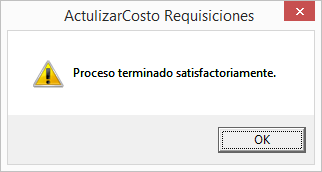 ActulizarCosto Requisiciones
Proceso terminado satisfactoriamente.
OK